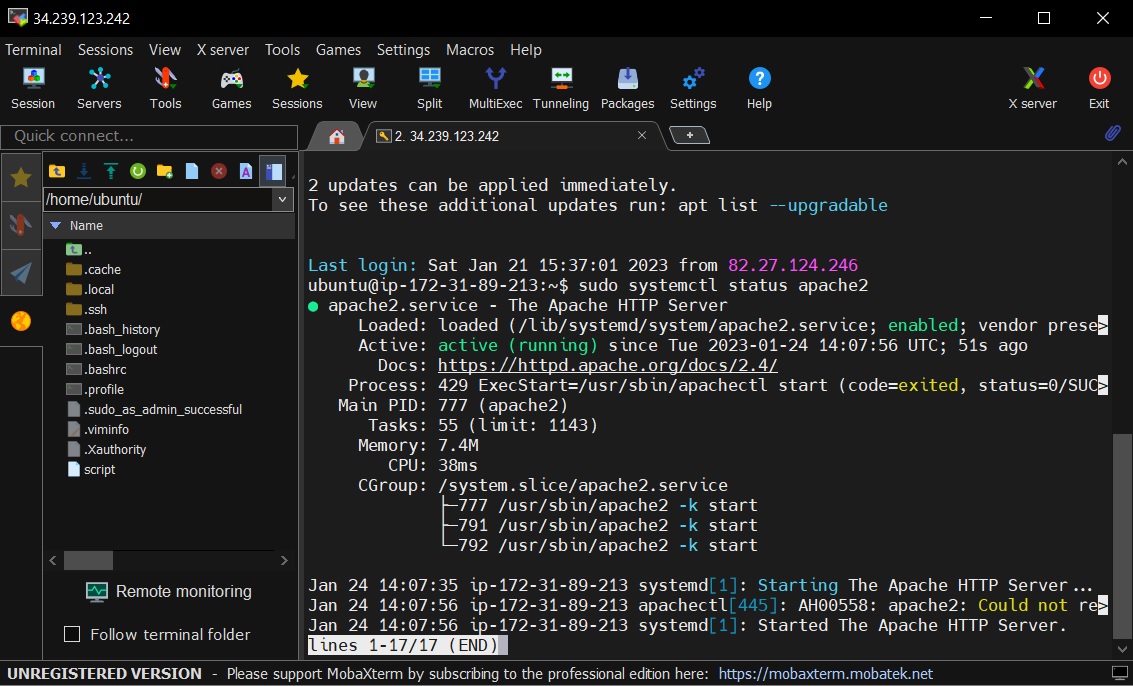 34.239.123.242
Terminal Sessions View X server Tools Games Settings Macros Help
Session Servers Tools Games Sessions View Split MultiExec Tunneling Packages Settings Help X server Exit
Quick connect...
2. 34.239.123.242
/home/ubuntu/
Name
..
.cache
.local
.ssh
.bash_history
.bash_logout
.bashrc
.profile
.sudo_as_admin_successful
.viminfo
.Xauthority
script
Remote monitoring
Follow terminal folder
2 updates can be applied immediately.
To see these additional updates run: apt list --upgradable
Last login: Sat Jan 21 15:37:01 2023 from 82.27.124.246
ubuntu@ip-172-31-89-213:~$ sudo systemctl status apache2
● apache2.service - The Apache HTTP Server
Loaded: loaded (/lib/systemd/system/apache2.service; enabled; vendor prese>
Active: active (running) since Tue 2023-01-24 14:07:56 UTC; 51s ago
Docs: https://httpd.apache.org/docs/2.4/
Process: 429 ExecStart=/usr/sbin/apachectl start (code=exited, status=0/SUC>
Main PID: 777 (apache2)
Tasks: 55 (limit: 1143)
Memory: 7.4M
CPU: 38ms
CGroup: /system.slice/apache2.service
├─777 /usr/sbin/apache2 -k start
├─791 /usr/sbin/apache2 -k start
└─792 /usr/sbin/apache2 -k start
Jan 24 14:07:35 ip-172-31-89-213 systemd[1]: Starting The Apache HTTP Server...
Jan 24 14:07:56 ip-172-31-89-213 apachectl[445]: AH00558: apache2: Could not re>
Jan 24 14:07:56 ip-172-31-89-213 systemd[1]: Started The Apache HTTP Server.
lines 1-17/17 (END)
UNREGISTERED VERSION - Please support MobaXterm by subscribing to the professional edition here: https://mobaxterm.mobatek.net